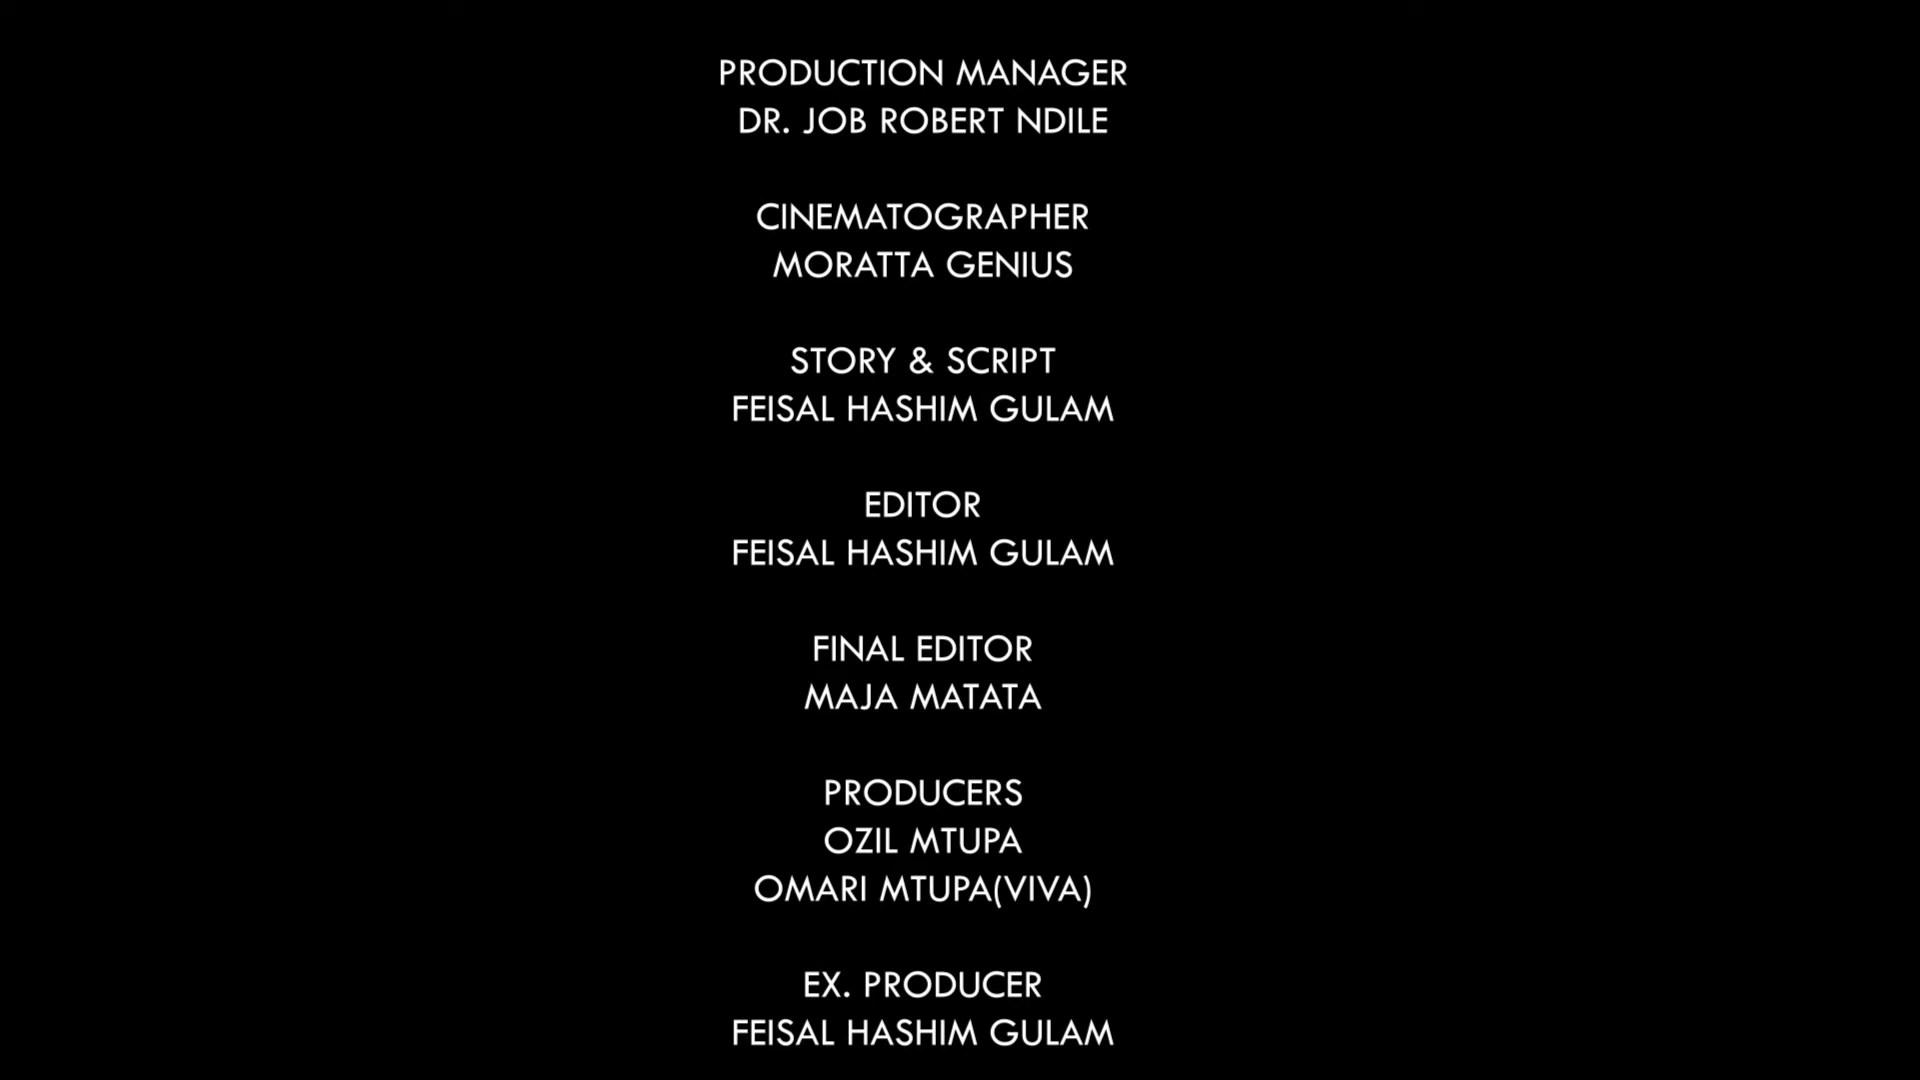 PRODUCTION MANAGER
DR. JOB ROBERT NDILE
CINEMATOGRAPHER
MORATTA GENIUS
STORY & SCRIPT
FEISAL HASHIM GULAM
EDITOR
FEISAL HASHIM GULAM
FINAL EDITOR
MAJA MATATA
PRODUCERS
OZIL MTUPA
OMARI MTUPA(VIVA)
EX. PRODUCER
FEISAL HASHIM GULAM